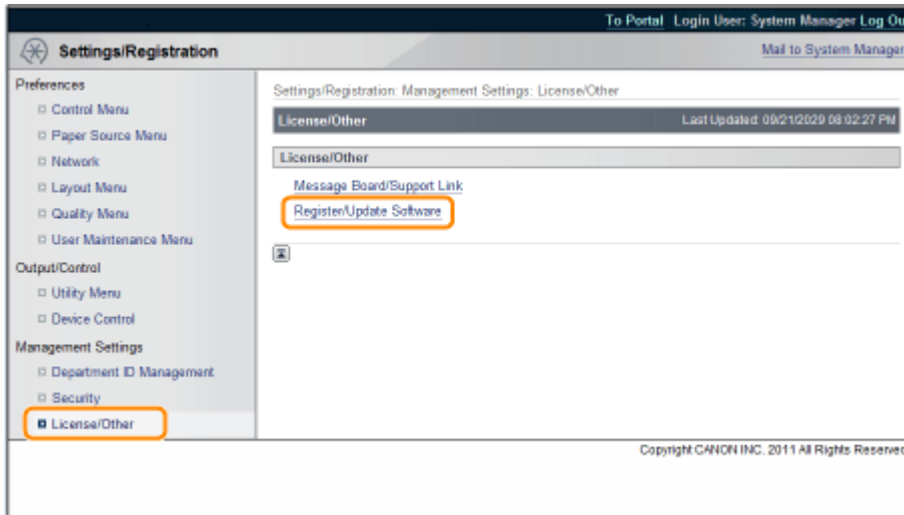 To Portal Login User: System Manager Log Ou
Settings/Registration
Mail to System Manager
Preferences
Control Menu
Paper Source Menu
Network
Layout Menu
Quality Menu
User Maintenance Menu
Output/Control
Utility Menu
Device Control
Management Settings
Department ID Management
Security
License/Other
Settings/Registration: Management Settings: License/Other
License/Other Last Updated: 09/21/2029 08:02:27 PM
License/Other
Message Board/Support Link
Register/Update Software
Copyright CANON INC. 2011 All Rights Reserved